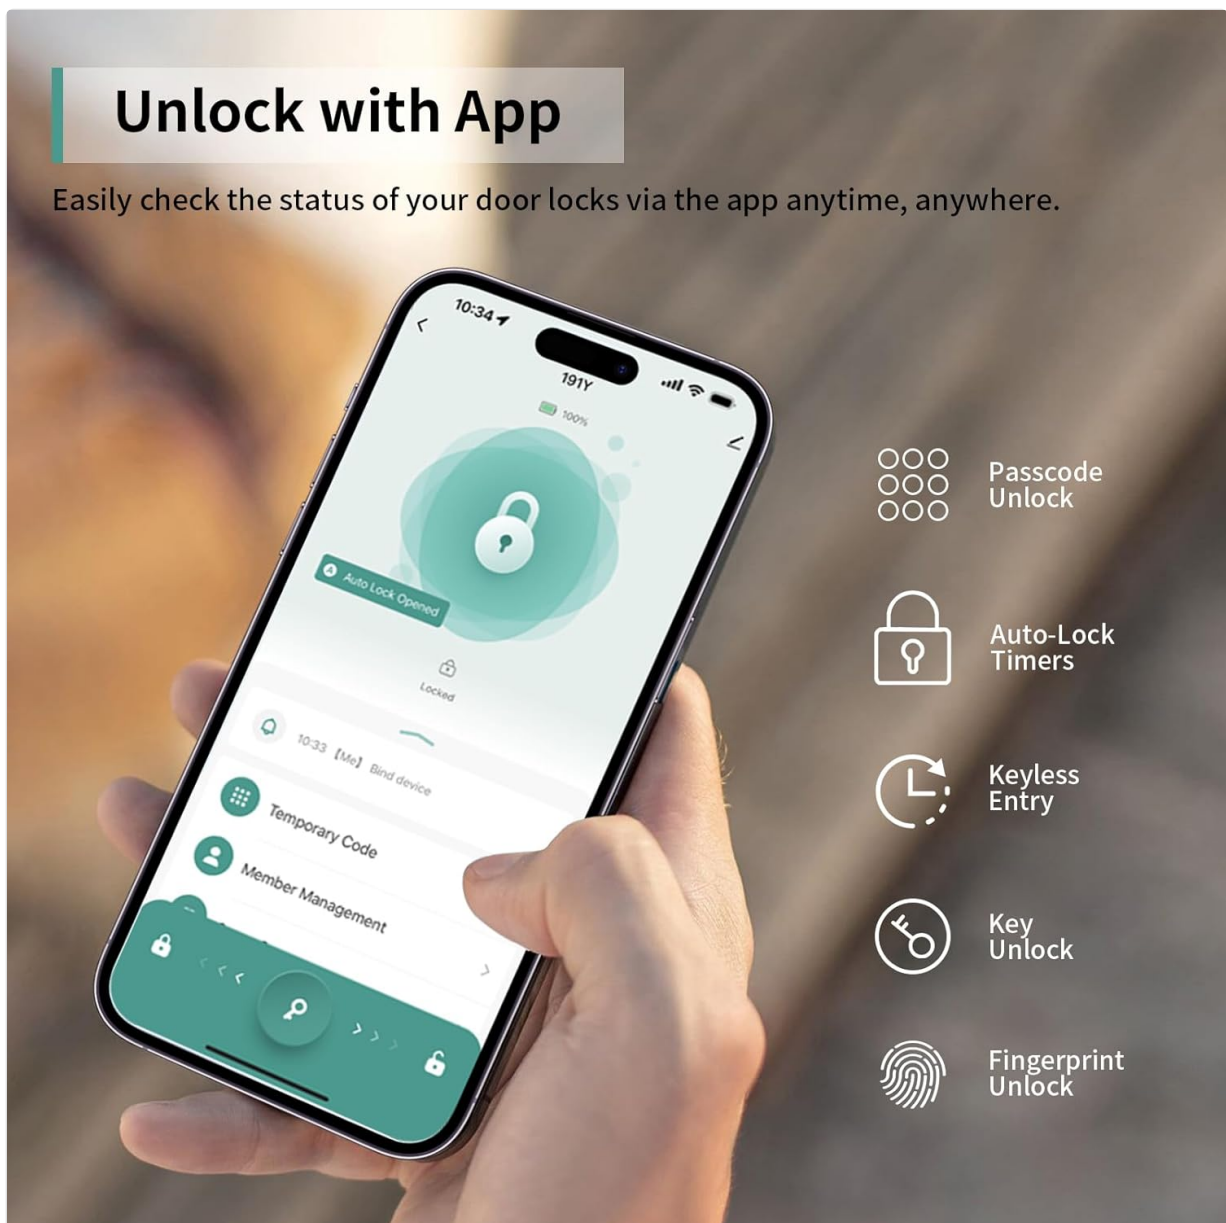 Unlock with App
Easily check the status of your door locks via the app anytime, anywhere.
10:34
191Y
100%
Auto Lock Opened
Locked
10:33 【Me】 Bind device
Temporary Code
Member Management
Passcode
Unlock
Auto-Lock
Timers
Keyless
Entry
Key
Unlock
Fingerprint
Unlock